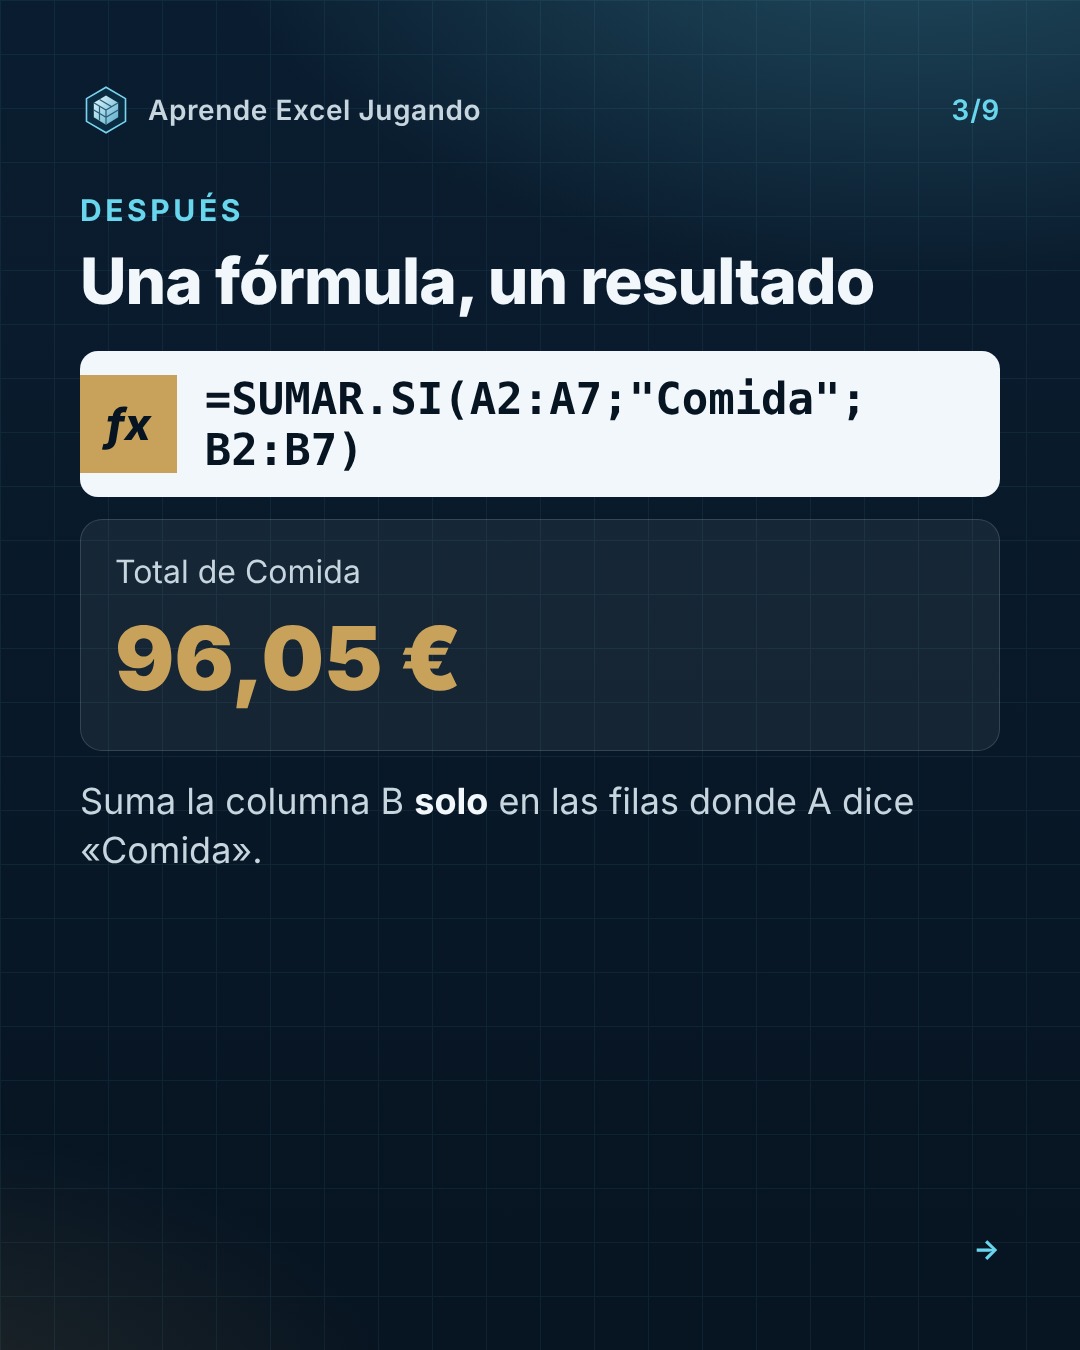 Aprende Excel Jugando
3/9
DESPUÉS
Una fórmula, un resultado
fx
=SUMAR.SI(A2:A7;"Comida";
B2:B7)
Total de Comida
96,05 €
Suma la columna B solo en las filas donde A dice
«Comida».
→